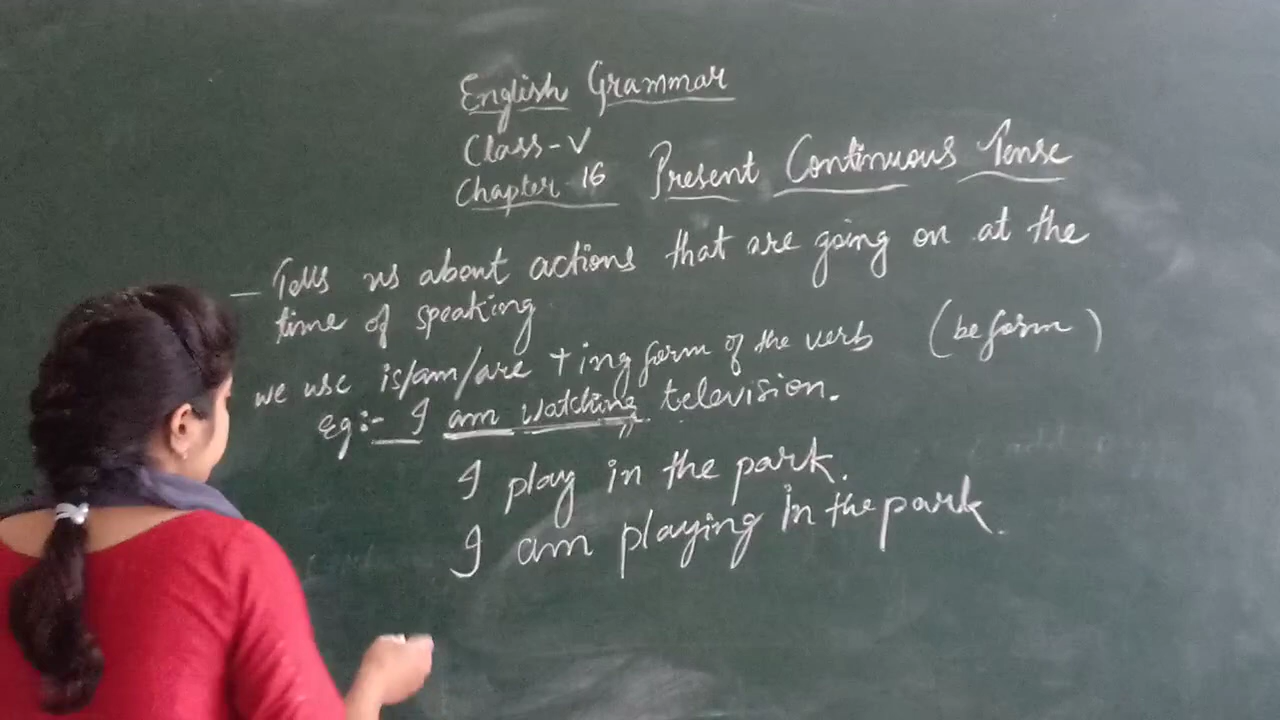 English Grammar
Class-V
Chapter 16 Present Continuous Tense
— Tells us about actions that are going on at the
time of speaking
we use is/am/are + ing form of the verb (be form)
eg:- I am watching television.
I play in the park.
I am playing in the park.